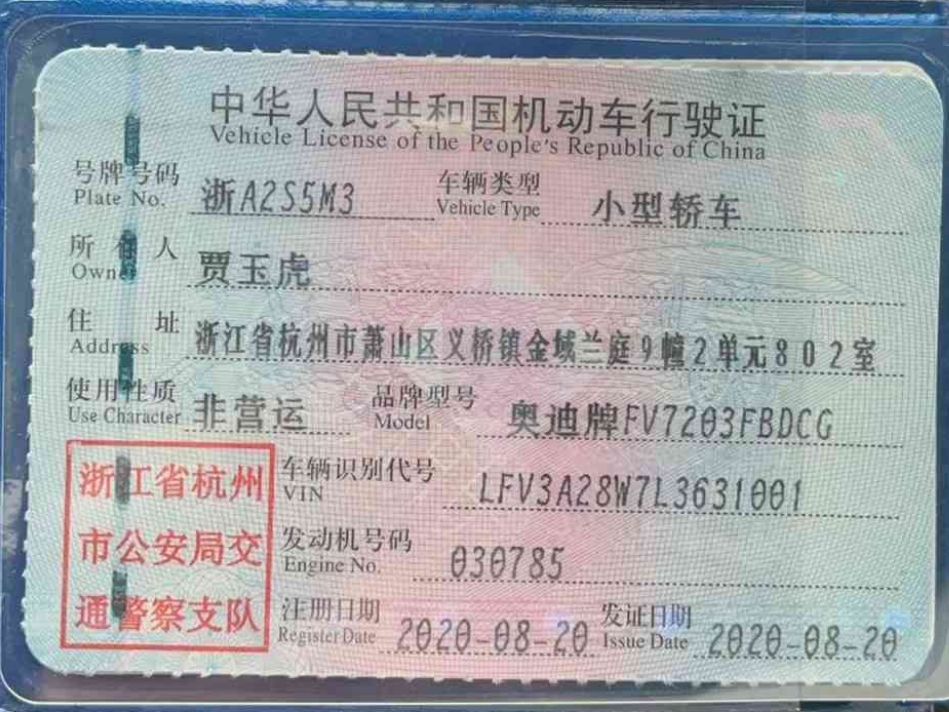 中华人民共和国机动车行驶证
Vehicle License of the People's Republic of China
号牌号码 浙A2S5M3 车辆类型 小型轿车
Plate No. Vehicle Type
所有人 贾玉虎
Owner
住址 浙江省杭州市萧山区义桥镇金域兰庭9幢2单元802室
Address
使用性质 非营运 品牌型号 奥迪牌FV7203FBDCG
Use Character Model
浙江省杭州
市公安局交
通警察支队
车辆识别代号 LFV3A28W7L3631001
VIN
发动机号码 030785
Engine No.
注册日期 2020-08-20 发证日期 2020-08-20
Register Date Issue Date